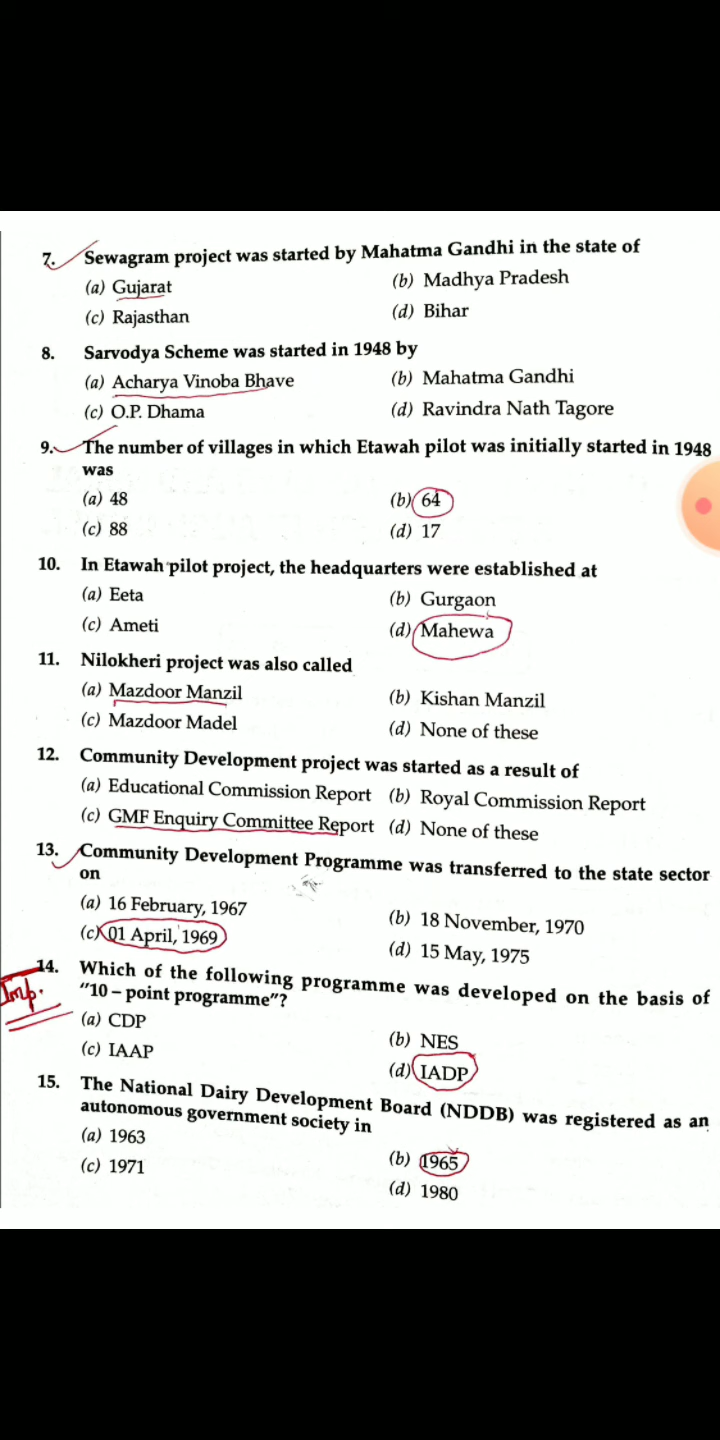 7. Sewagram project was started by Mahatma Gandhi in the state of
(a) Gujarat (b) Madhya Pradesh
(c) Rajasthan (d) Bihar
8. Sarvodya Scheme was started in 1948 by
(a) Acharya Vinoba Bhave (b) Mahatma Gandhi
(c) O.P. Dhama (d) Ravindra Nath Tagore
9. The number of villages in which Etawah pilot was initially started in 1948
was
(a) 48 (b) 64
(c) 88 (d) 17
10. In Etawah pilot project, the headquarters were established at
(a) Eeta (b) Gurgaon
(c) Ameti (d) Mahewa
11. Nilokheri project was also called
(a) Mazdoor Manzil (b) Kishan Manzil
(c) Mazdoor Madel (d) None of these
12. Community Development project was started as a result of
(a) Educational Commission Report (b) Royal Commission Report
(c) GMF Enquiry Committee Report (d) None of these
13. Community Development Programme was transferred to the state sector
on
(a) 16 February, 1967 (b) 18 November, 1970
(c) 01 April, 1969 (d) 15 May, 1975
Imp. 14. Which of the following programme was developed on the basis of
"10 – point programme"?
(a) CDP (b) NES
(c) IAAP (d) IADP
15. The National Dairy Development Board (NDDB) was registered as an
autonomous government society in
(a) 1963 (b) 1965
(c) 1971 (d) 1980